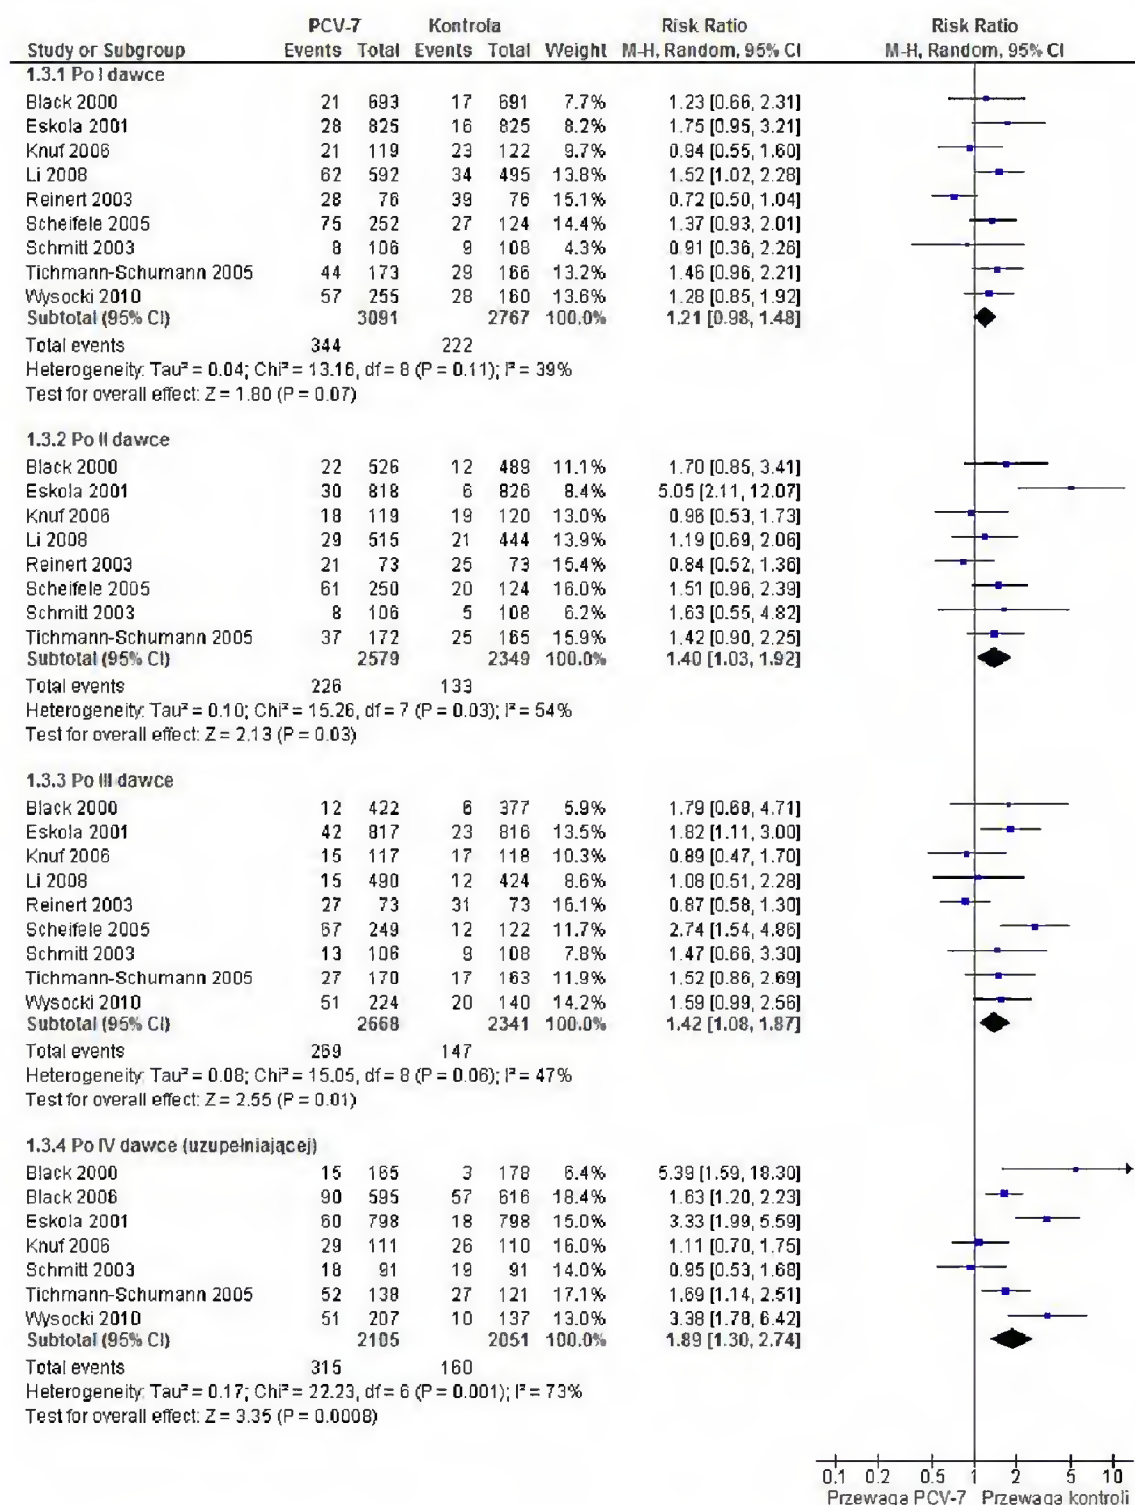 PCV-7 Kontrola Risk Ratio Risk Ratio
Study or Subgroup Events Total Events Total Weight M-H, Random, 95% CI M-H, Random, 95% CI
1.3.1 Po I dawce
Black 2000 21 693 17 691 7.7% 1.23 [0.66, 2.31]
Eskola 2001 28 825 16 825 8.2% 1.75 [0.95, 3.21]
Knuf 2006 21 119 23 122 9.7% 0.94 [0.55, 1.60]
Li 2008 62 592 34 495 13.8% 1.52 [1.02, 2.28]
Reinert 2003 28 76 39 76 15.1% 0.72 [0.50, 1.04]
Scheifele 2005 75 252 27 124 14.4% 1.37 [0.93, 2.01]
Schmitt 2003 8 106 9 108 4.3% 0.91 [0.36, 2.26]
Tichmann-Schumann 2005 44 173 29 166 13.2% 1.46 [0.96, 2.21]
Wysocki 2010 57 255 28 160 13.6% 1.28 [0.85, 1.92]
Subtotal (95% CI) 3091 2767 100.0% 1.21 [0.98, 1.48]
Total events 344 222
Heterogeneity: Tau² = 0.04; Chi² = 13.16, df = 8 (P = 0.11); I² = 39%
Test for overall effect: Z = 1.80 (P = 0.07)
1.3.2 Po II dawce
Black 2000 22 526 12 489 11.1% 1.70 [0.85, 3.41]
Eskola 2001 30 818 6 826 8.4% 5.05 [2.11, 12.07]
Knuf 2006 18 119 19 120 13.0% 0.96 [0.53, 1.73]
Li 2008 29 515 21 444 13.9% 1.19 [0.69, 2.06]
Reinert 2003 21 73 25 73 15.4% 0.84 [0.52, 1.36]
Scheifele 2005 61 250 20 124 16.0% 1.51 [0.96, 2.39]
Schmitt 2003 8 106 5 108 6.2% 1.63 [0.55, 4.82]
Tichmann-Schumann 2005 37 172 25 165 15.9% 1.42 [0.90, 2.25]
Subtotal (95% CI) 2579 2349 100.0% 1.40 [1.03, 1.92]
Total events 226 133
Heterogeneity: Tau² = 0.10; Chi² = 15.26, df = 7 (P = 0.03); I² = 54%
Test for overall effect: Z = 2.13 (P = 0.03)
1.3.3 Po III dawce
Black 2000 12 422 6 377 5.9% 1.79 [0.68, 4.71]
Eskola 2001 42 817 23 816 13.5% 1.82 [1.11, 3.00]
Knuf 2006 15 117 17 118 10.3% 0.89 [0.47, 1.70]
Li 2008 15 490 12 424 8.6% 1.08 [0.51, 2.28]
Reinert 2003 27 73 31 73 16.1% 0.87 [0.58, 1.30]
Scheifele 2005 67 249 12 122 11.7% 2.74 [1.54, 4.86]
Schmitt 2003 13 106 9 108 7.8% 1.47 [0.66, 3.30]
Tichmann-Schumann 2005 27 170 17 163 11.9% 1.52 [0.86, 2.69]
Wysocki 2010 51 224 20 140 14.2% 1.59 [0.99, 2.56]
Subtotal (95% CI) 2668 2341 100.0% 1.42 [1.08, 1.87]
Total events 269 147
Heterogeneity: Tau² = 0.08; Chi² = 15.05, df = 8 (P = 0.06); I² = 47%
Test for overall effect: Z = 2.55 (P = 0.01)
1.3.4 Po IV dawce (uzupełniającej)
Black 2000 15 165 3 178 6.4% 5.39 [1.59, 18.30]
Black 2006 90 595 57 616 18.4% 1.63 [1.20, 2.23]
Eskola 2001 60 798 18 798 15.0% 3.33 [1.99, 5.59]
Knuf 2006 29 111 26 110 16.0% 1.11 [0.70, 1.75]
Schmitt 2003 18 91 19 91 14.0% 0.95 [0.53, 1.68]
Tichmann-Schumann 2005 52 138 27 121 17.1% 1.69 [1.14, 2.51]
Wysocki 2010 51 207 10 137 13.0% 3.38 [1.78, 6.42]
Subtotal (95% CI) 2105 2051 100.0% 1.89 [1.30, 2.74]
Total events 315 160
Heterogeneity: Tau² = 0.17; Chi² = 22.23, df = 6 (P = 0.001); I² = 73%
Test for overall effect: Z = 3.35 (P = 0.0008)
0.1 0.2 0.5 1 2 5 10
Przewaga PCV-7 Przewaga kontroli